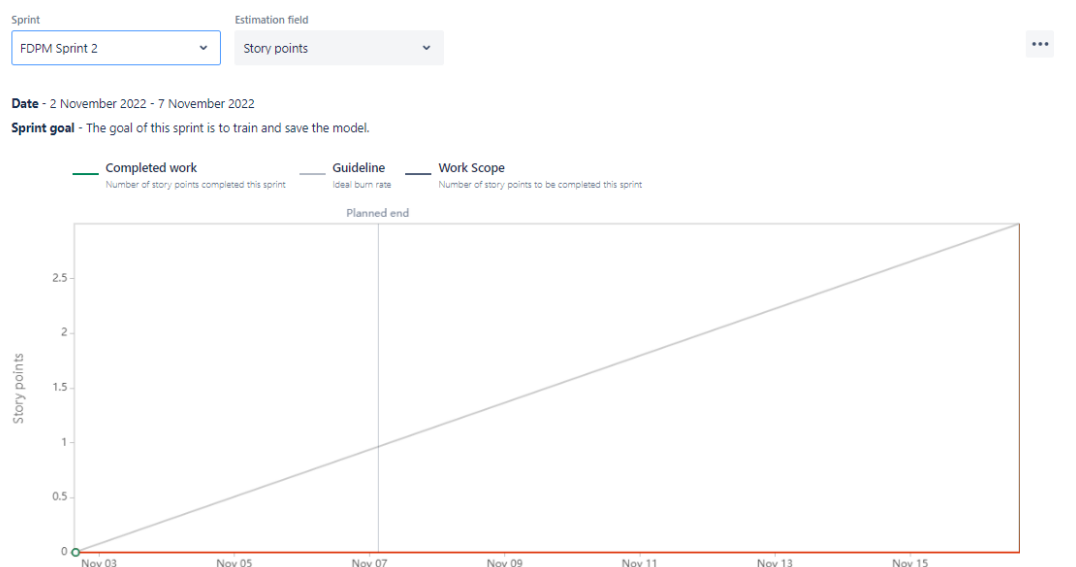 Sprint
Estimation field
FDPM Sprint 2
Story points
Date - 2 November 2022 - 7 November 2022
Sprint goal - The goal of this sprint is to train and save the model.
Completed work
Number of story points completed this sprint
Guideline
Ideal burn rate
Work Scope
Number of story points to be completed this sprint
Planned end
Story points
2.5
2
1.5
1
0.5
0
Nov 03
Nov 05
Nov 07
Nov 09
Nov 11
Nov 13
Nov 15